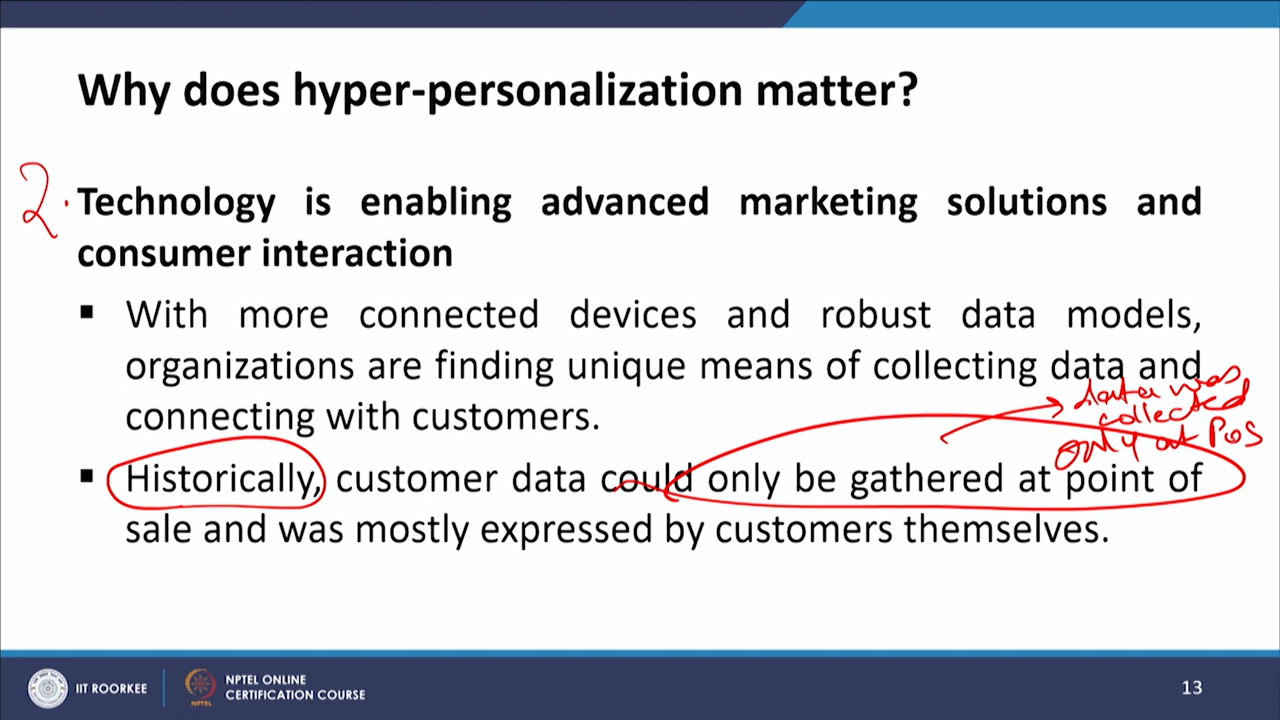 Why does hyper-personalization matter?
2.
Technology is enabling advanced marketing solutions and
consumer interaction
▪ With more connected devices and robust data models,
organizations are finding unique means of collecting data and
connecting with customers.
data was
collected
only at POS
▪ Historically, customer data could only be gathered at point of
sale and was mostly expressed by customers themselves.
IIT ROORKEE
NPTEL
NPTEL ONLINE
CERTIFICATION COURSE
13